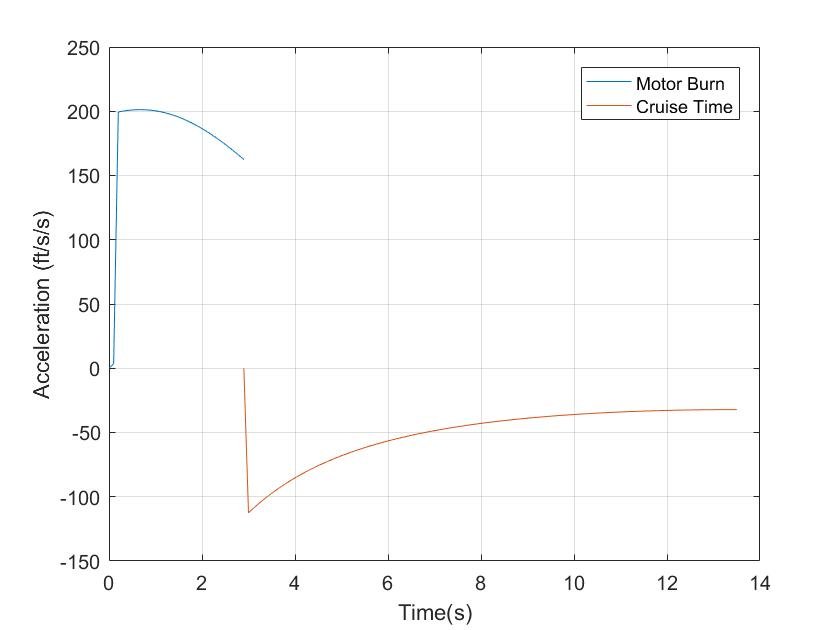 250
200
150
100
50
0
-50
-100
-150
Acceleration (ft/s/s)
Motor Burn
Cruise Time
0 2 4 6 8 10 12 14
Time(s)